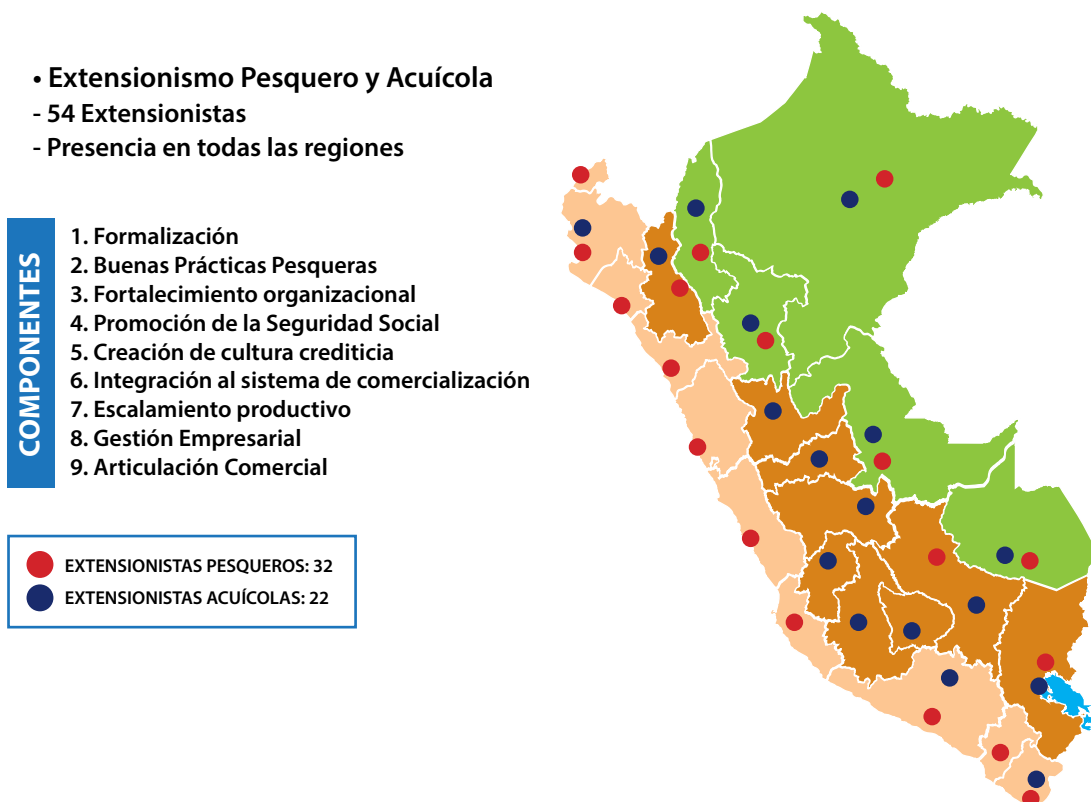 • Extensionismo Pesquero y Acuícola
- 54 Extensionistas
- Presencia en todas las regiones
COMPONENTES
1. Formalización
2. Buenas Prácticas Pesqueras
3. Fortalecimiento organizacional
4. Promoción de la Seguridad Social
5. Creación de cultura crediticia
6. Integración al sistema de comercialización
7. Escalamiento productivo
8. Gestión Empresarial
9. Articulación Comercial
EXTENSIONISTAS PESQUEROS: 32
EXTENSIONISTAS ACUÍCOLAS: 22